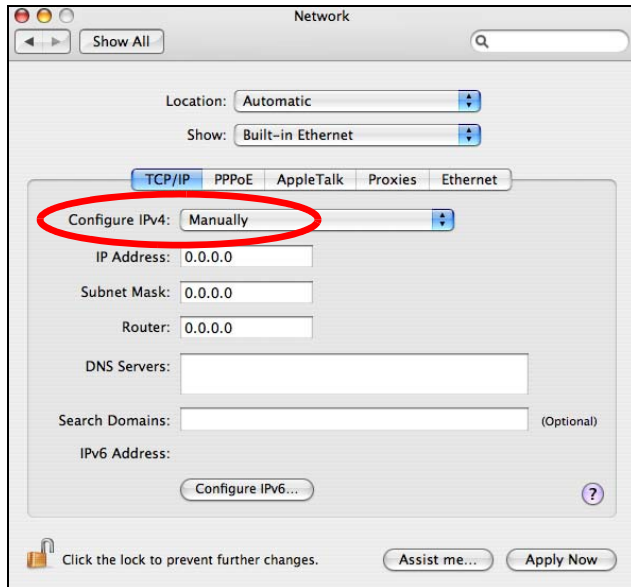 Network
Show All
Location: Automatic
Show: Built-in Ethernet
TCP/IP PPPoE AppleTalk Proxies Ethernet
Configure IPv4: Manually
IP Address: 0.0.0.0
Subnet Mask: 0.0.0.0
Router: 0.0.0.0
DNS Servers:
Search Domains: (Optional)
IPv6 Address:
Configure IPv6... ?
Click the lock to prevent further changes. Assist me... Apply Now